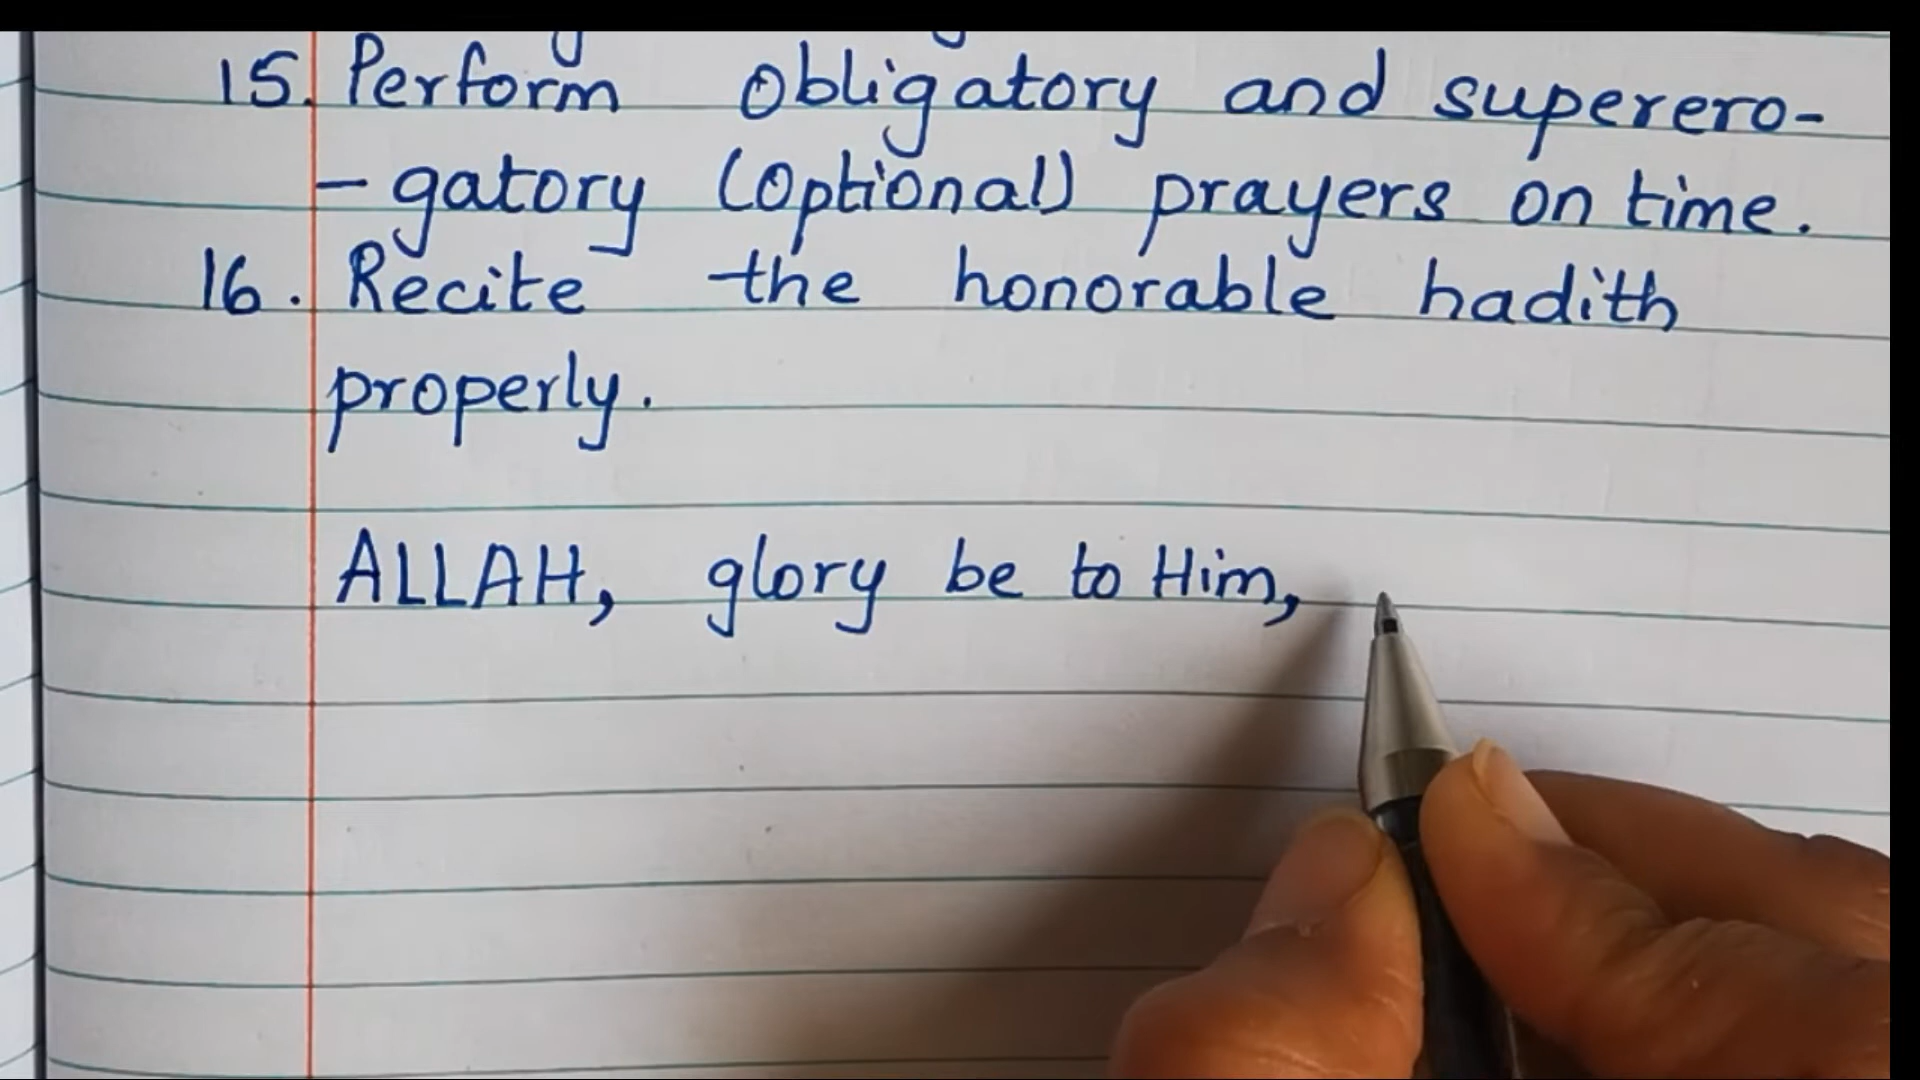 15. Perform obligatory and superero-
- gatory (optional) prayers on time.
16. Recite the honorable hadith
properly.
ALLAH, glory be to Him,